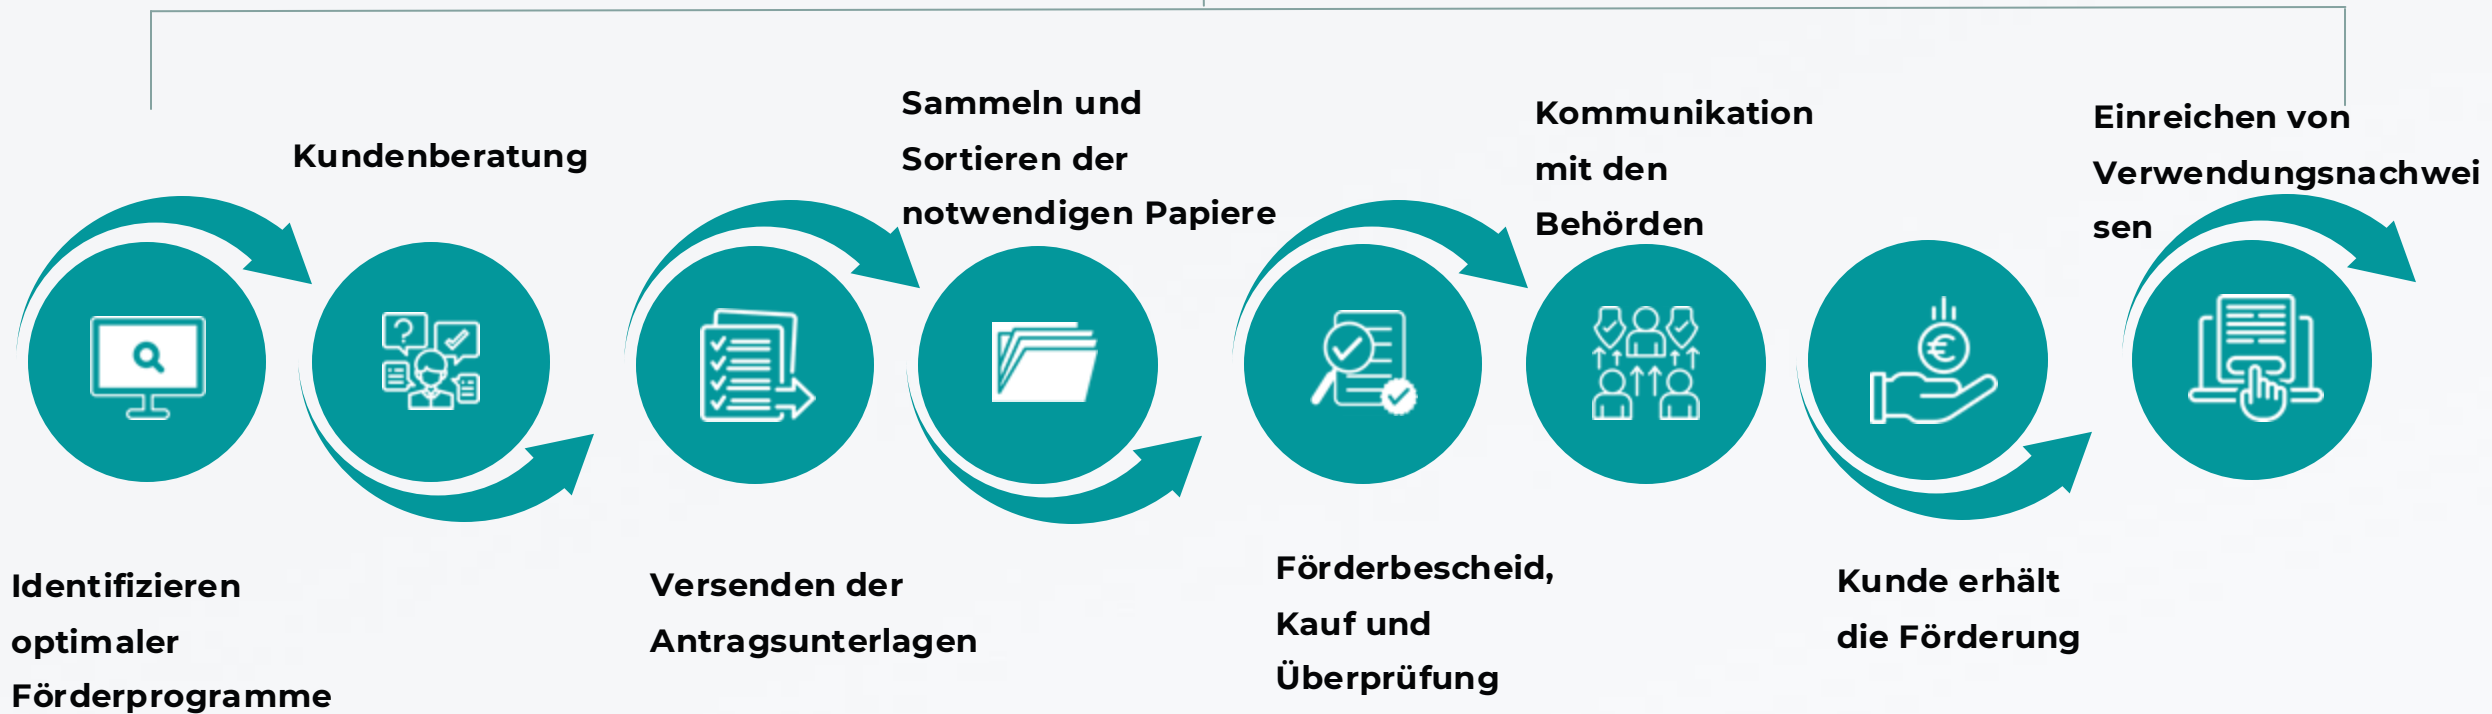 Identifizieren
optimaler
Förderprogramme
Kundenberatung
Versenden der
Antragsunterlagen
Sammeln und
Sortieren der
notwendigen Papiere
Förderbescheid,
Kauf und
Überprüfung
Kommunikation
mit den
Behörden
Kunde erhält
die Förderung
Einreichen von
Verwendungsnachwei
sen